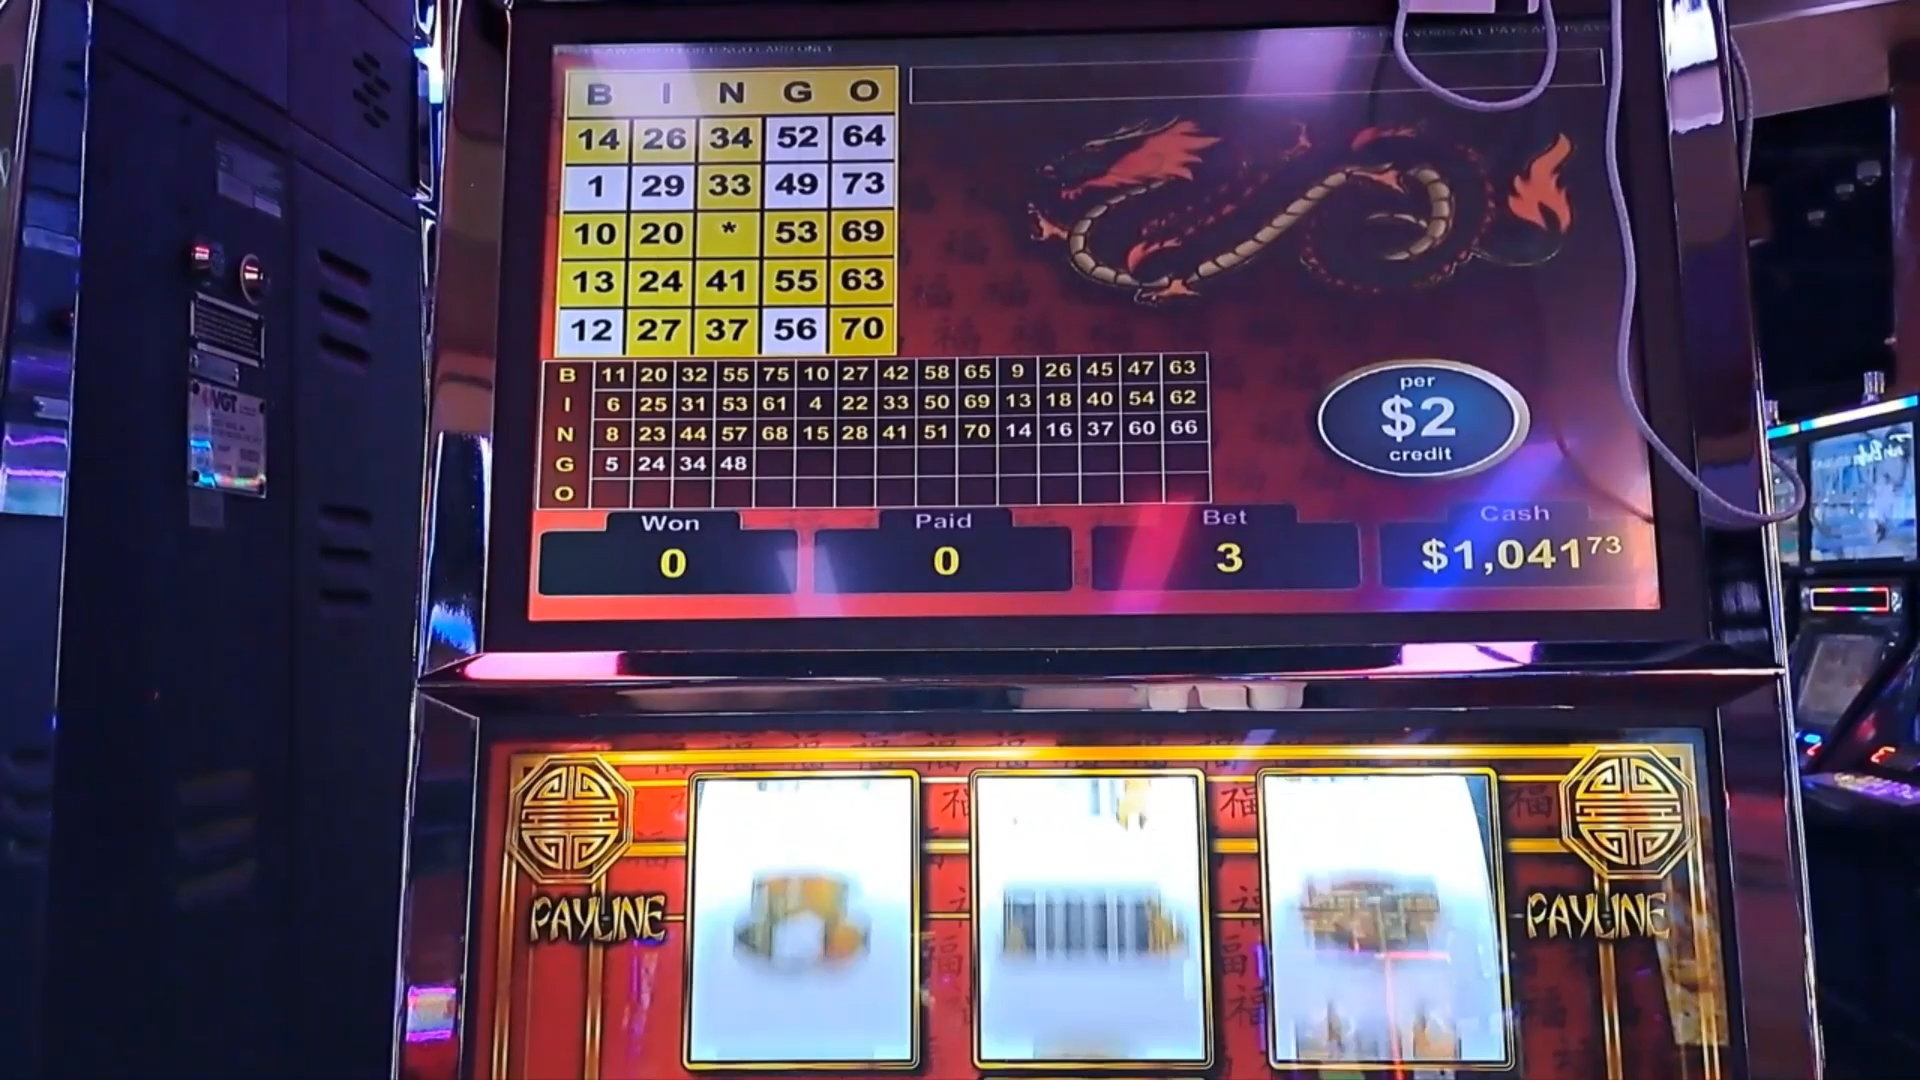 B I N G O
14 26 34 52 64
1 29 33 49 73
10 20 * 53 69
13 24 41 55 63
12 27 37 56 70
B 11 20 32 55 75 10 27 42 58 65 9 26 45 47 63
I 6 25 31 53 61 4 22 33 50 69 13 18 40 54 62
N 8 23 44 57 68 15 28 41 51 70 14 16 37 60 66
G 5 24 34 48
O
per
$2
credit
Won Paid Bet Cash
0 0 3 $1,041 73
VGT
福
PAYLINE PAYLINE